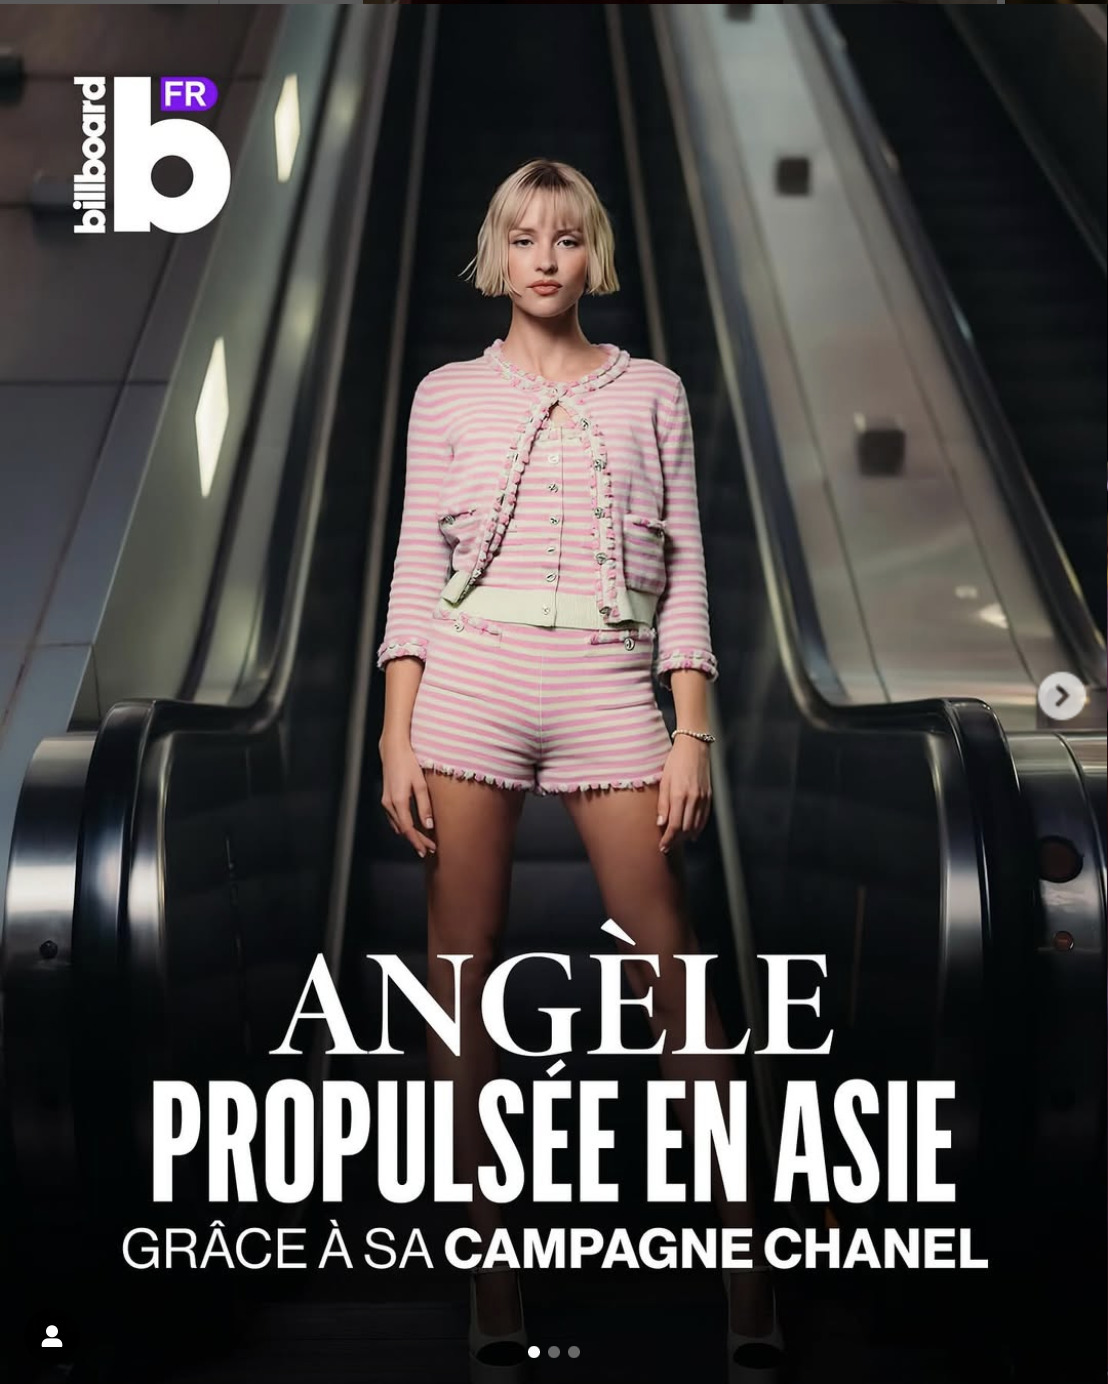 billboard
b
FR
ANGÈLE
PROPULSÉE EN ASIE
GRÂCE À SA CAMPAGNE CHANEL